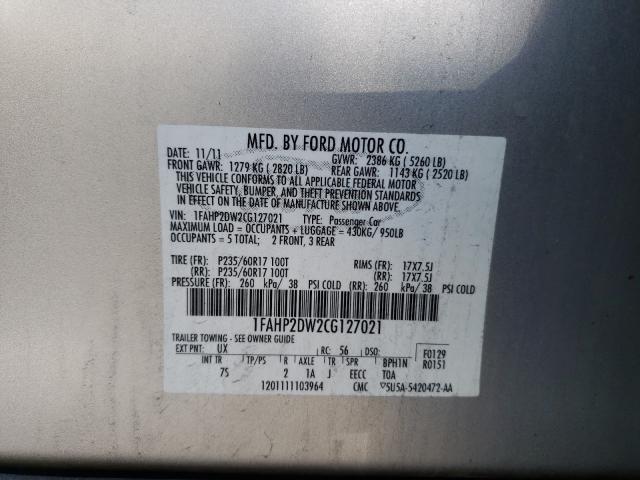 MFD. BY FORD MOTOR CO.
DATE: 11/11 GVWR: 2386 KG ( 5260 LB)
FRONT GAWR: 1279 KG ( 2820 LB) REAR GAWR: 1143 KG ( 2520 LB)
THIS VEHICLE CONFORMS TO ALL APPLICABLE FEDERAL MOTOR
VEHICLE SAFETY, BUMPER, AND THEFT PREVENTION STANDARDS
IN EFFECT ON THE DATE OF MANUFACTURE SHOWN ABOVE.
VIN: 1FAHP2DW2CG127021 TYPE: Passenger Car
MAXIMUM LOAD = OCCUPANTS + LUGGAGE = 430KG/ 950LB
OCCUPANTS = 5 TOTAL; 2 FRONT, 3 REAR
TIRE (FR): P235/60R17 100T RIMS (FR): 17X7.5J
(RR): P235/60R17 100T (RR): 17X7.5J
PRESSURE (FR): 260 kPa/ 38 PSI COLD (RR): 260 kPa/ 38 PSI COLD
1FAHP2DW2CG127021
TRAILER TOWING - SEE OWNER GUIDE
EXT PNT: UX RC: 56 DSO: F0129
INT TR TP/PS R AXLE TR SPR BPH1N R0151
7S 2 1A J EECC TOA
1201111103964 CMC ▽5U5A-5420472-AA